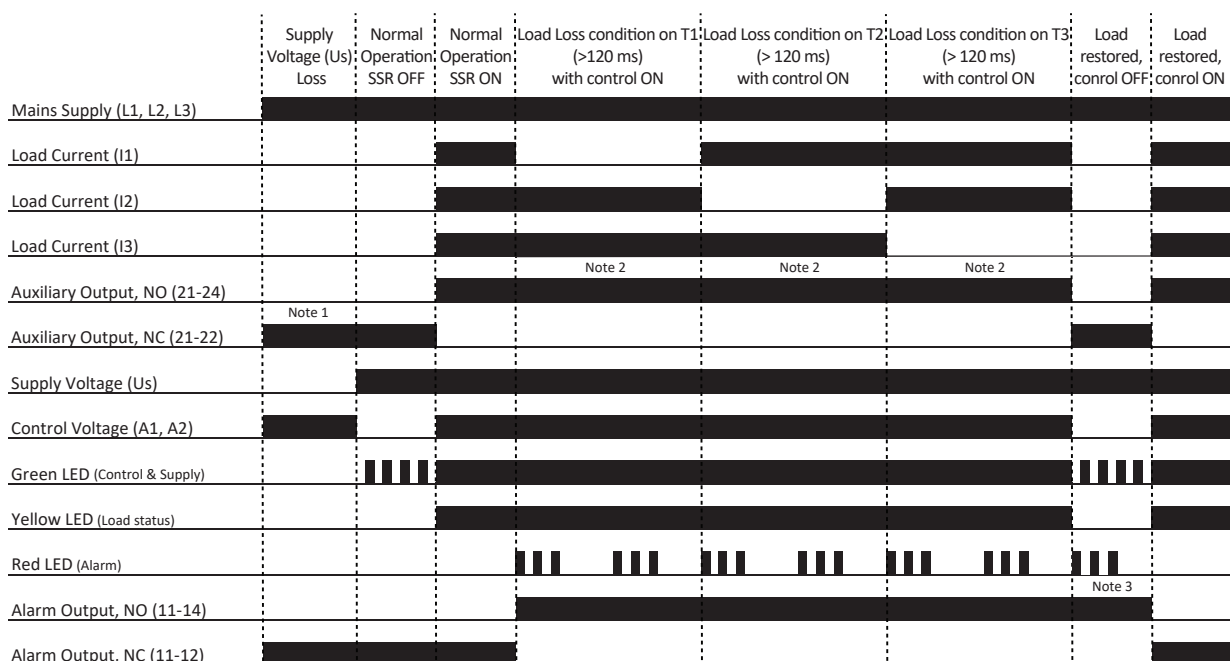 Supply
Voltage (Us)
Loss
Normal
Operation
SSR OFF
Normal
Operation
SSR ON
Load Loss condition on T1
(>120 ms)
with control ON
Load Loss condition on T2
(> 120 ms)
with control ON
Load Loss condition on T3
(> 120 ms)
with control ON
Load
restored,
conrol OFF
Load
restored,
conrol ON
Mains Supply (L1, L2, L3)
Load Current (I1)
Load Current (I2)
Load Current (I3)
Note 2
Note 2
Note 2
Auxiliary Output, NO (21-24)
Note 1
Auxiliary Output, NC (21-22)
Supply Voltage (Us)
Control Voltage (A1, A2)
Green LED (Control & Supply)
Yellow LED (Load status)
Red LED (Alarm)
Note 3
Alarm Output, NO (11-14)
Alarm Output, NC (11-12)